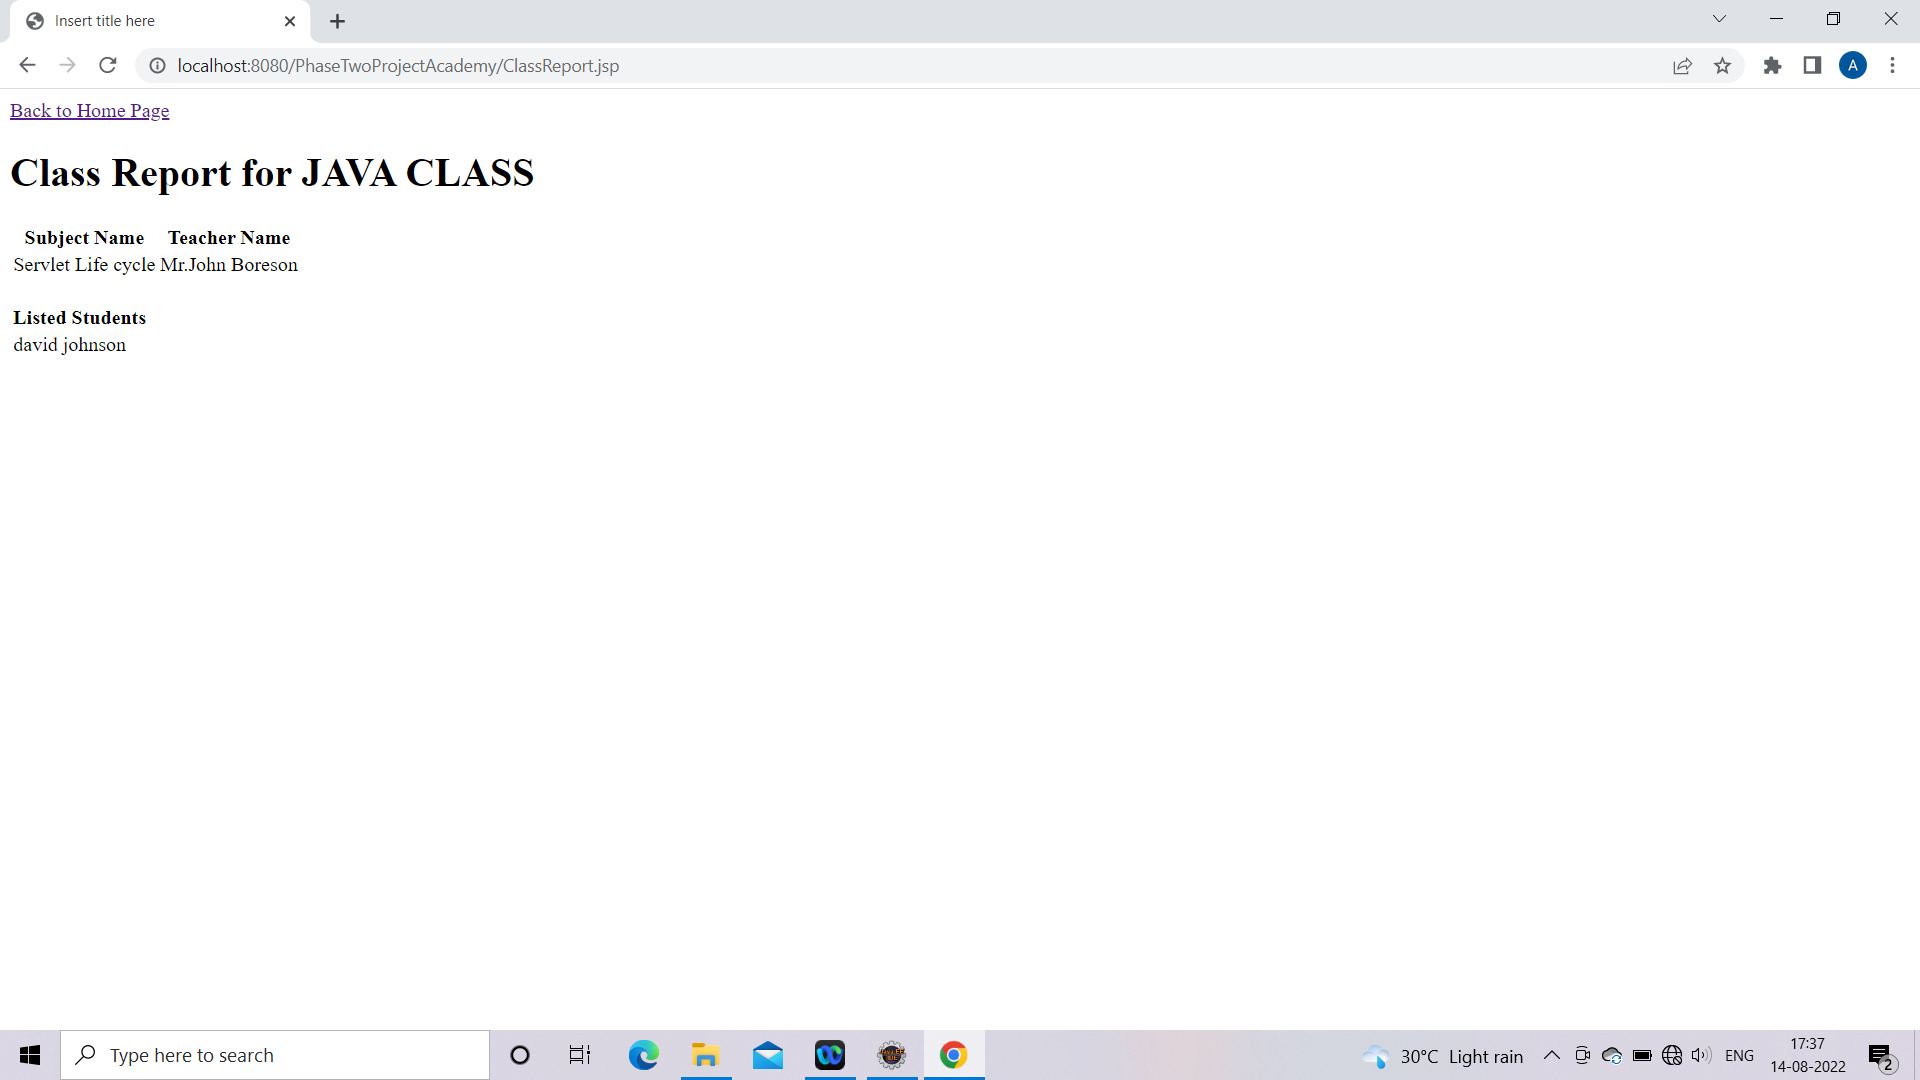 Insert title here
localhost:8080/PhaseTwoProjectAcademy/ClassReport.jsp
A
Back to Home Page
Class Report for JAVA CLASS
Subject Name Teacher Name
Servlet Life cycle Mr.John Boreson
Listed Students
david johnson
Type here to search
30°C Light rain
ENG
17:37
14-08-2022
2